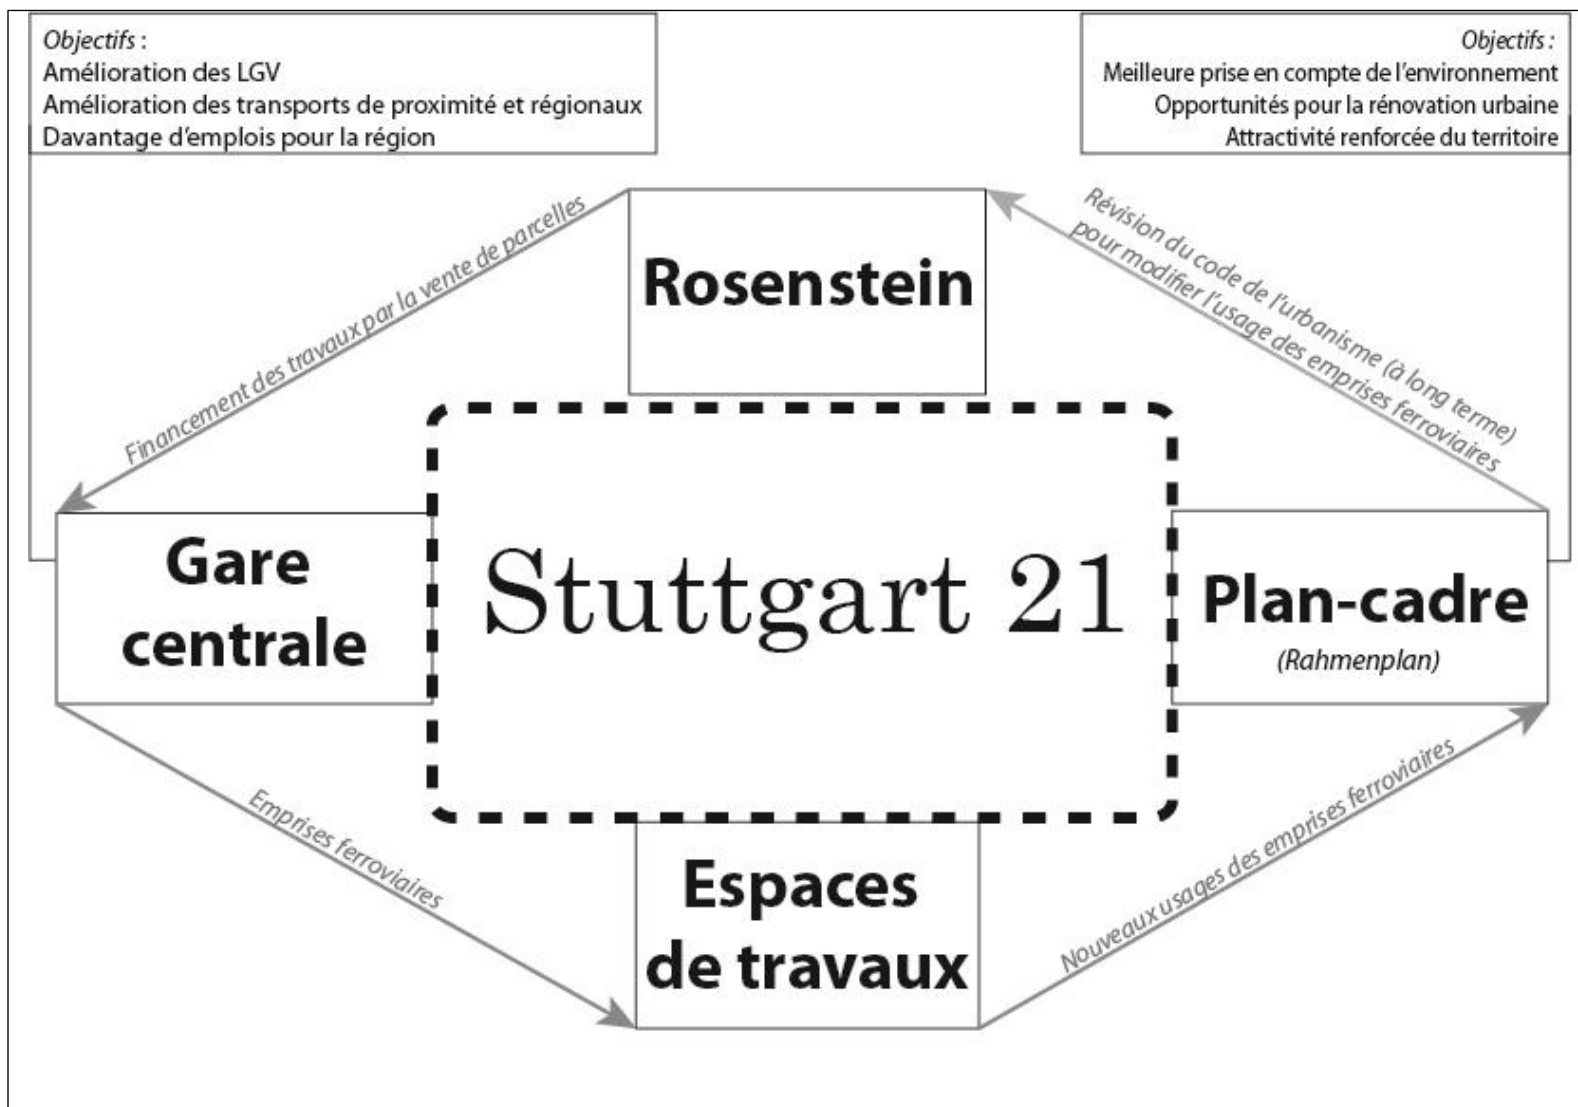 Objectifs :
Amélioration des LGV
Amélioration des transports de proximité et régionaux
Davantage d'emplois pour la région
Objectifs :
Meilleure prise en compte de l'environnement
Opportunités pour la rénovation urbaine
Attractivité renforcée du territoire
Financement des travaux par la vente de parcelles
Rosenstein
Révision du code de l'urbanisme (à long terme)
pour modifier l'usage des emprises ferroviaires
Gare
centrale
Stuttgart 21
Plan-cadre
(Rahmenplan)
Emprises ferroviaires
Espaces
de travaux
Nouveaux usages des emprises ferroviaires